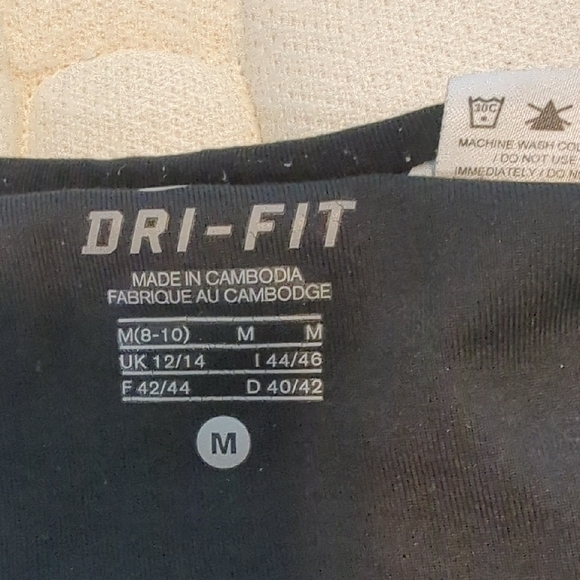 30C
MACHINE WASH COL
/ DO NOT USE
IMMEDIATELY / DO N
DRI-FIT
MADE IN CAMBODIA
FABRIQUE AU CAMBODGE
M(8-10) M M
UK 12/14 I 44/46
F 42/44 D 40/42
M